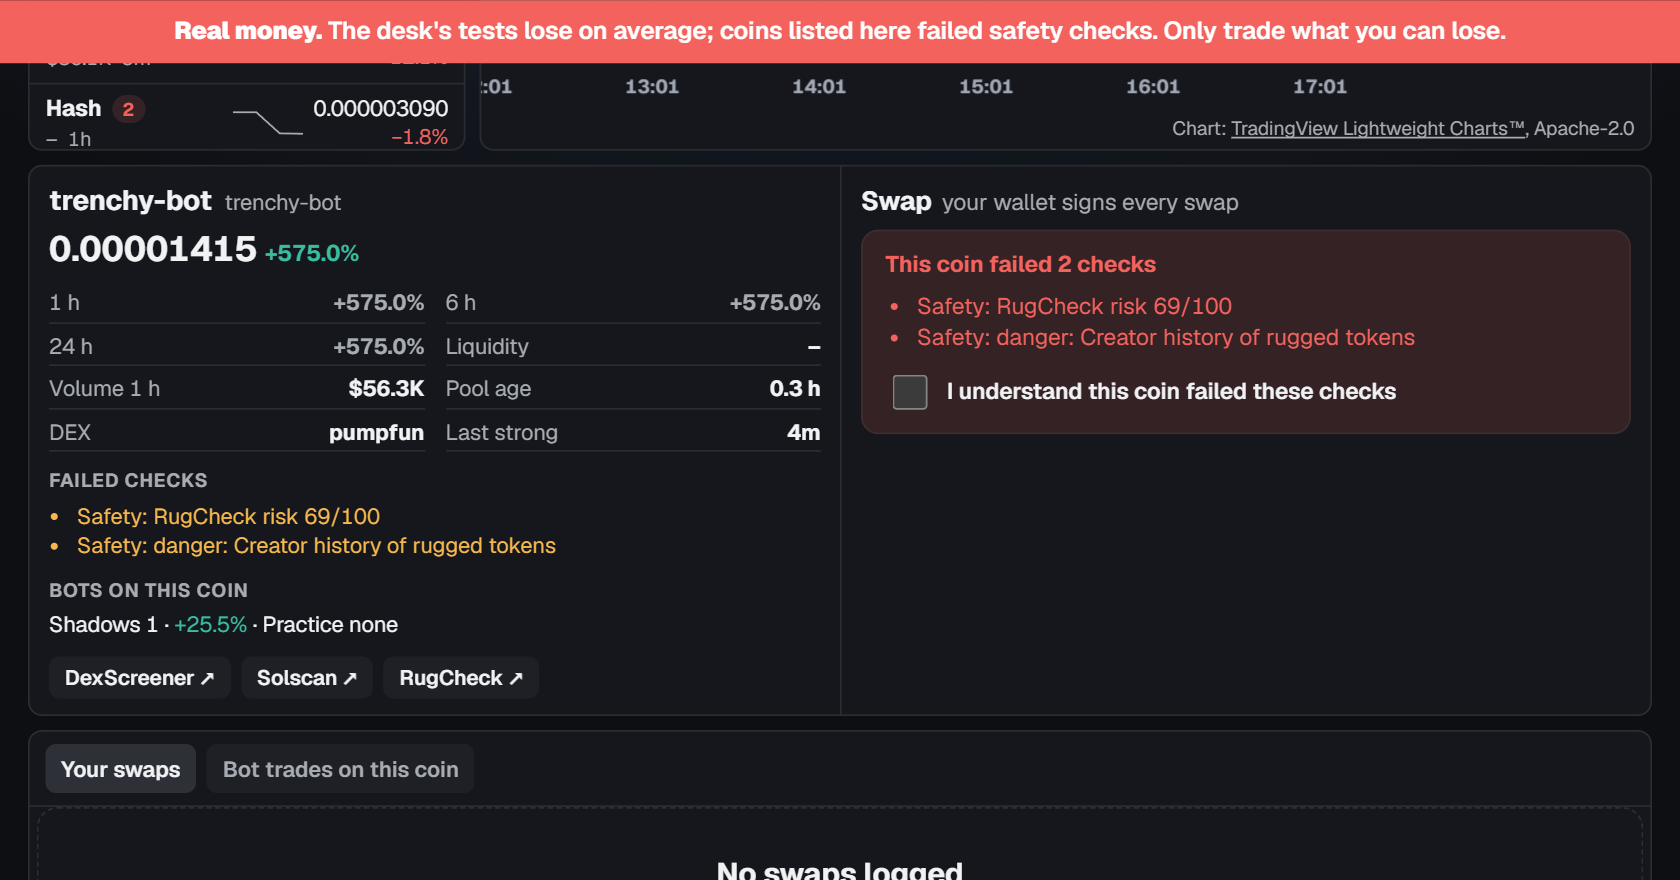 Real money. The desk's tests lose on average; coins listed here failed safety checks. Only trade what you can lose.
Hash 2 0.000003090
– 1h −1.8%
:01 13:01 14:01 15:01 16:01 17:01
Chart: TradingView Lightweight Charts™, Apache-2.0
trenchy-bot trenchy-bot
0.00001415 +575.0%
1 h +575.0% 6 h +575.0%
24 h +575.0% Liquidity –
Volume 1 h $56.3K Pool age 0.3 h
DEX pumpfun Last strong 4m
FAILED CHECKS
• Safety: RugCheck risk 69/100
• Safety: danger: Creator history of rugged tokens
BOTS ON THIS COIN
Shadows 1 · +25.5% · Practice none
DexScreener ↗ Solscan ↗ RugCheck ↗
Swap your wallet signs every swap
This coin failed 2 checks
• Safety: RugCheck risk 69/100
• Safety: danger: Creator history of rugged tokens
I understand this coin failed these checks
Your swaps Bot trades on this coin
No swaps logged